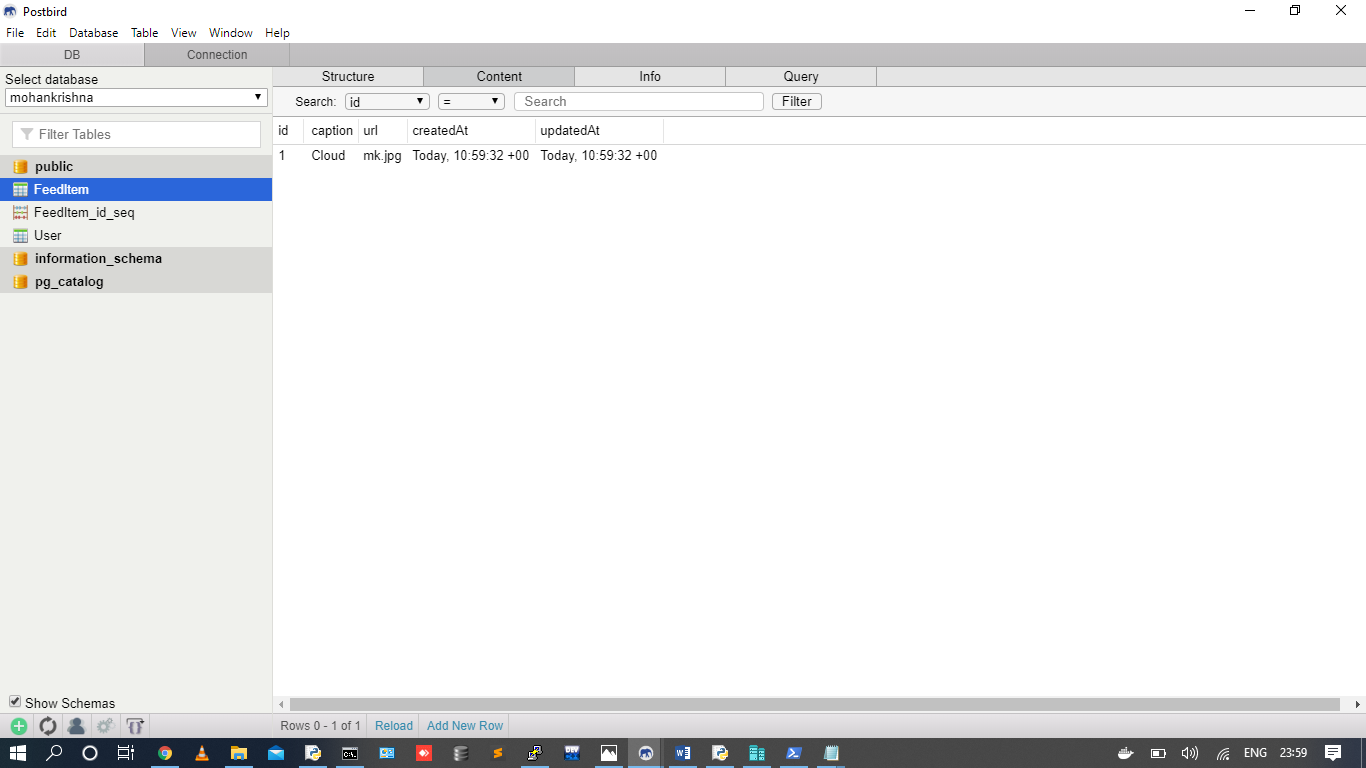 Postbird
File Edit Database Table View Window Help
DB Connection
Select database
mohankrishna
Filter Tables
public
FeedItem
FeedItem_id_seq
User
information_schema
pg_catalog
Show Schemas
Structure Content Info Query
Search: id = Search Filter
id caption url createdAt updatedAt
1 Cloud mk.jpg Today, 10:59:32 +00 Today, 10:59:32 +00
Rows 0 - 1 of 1 Reload Add New Row
ENG 23:59